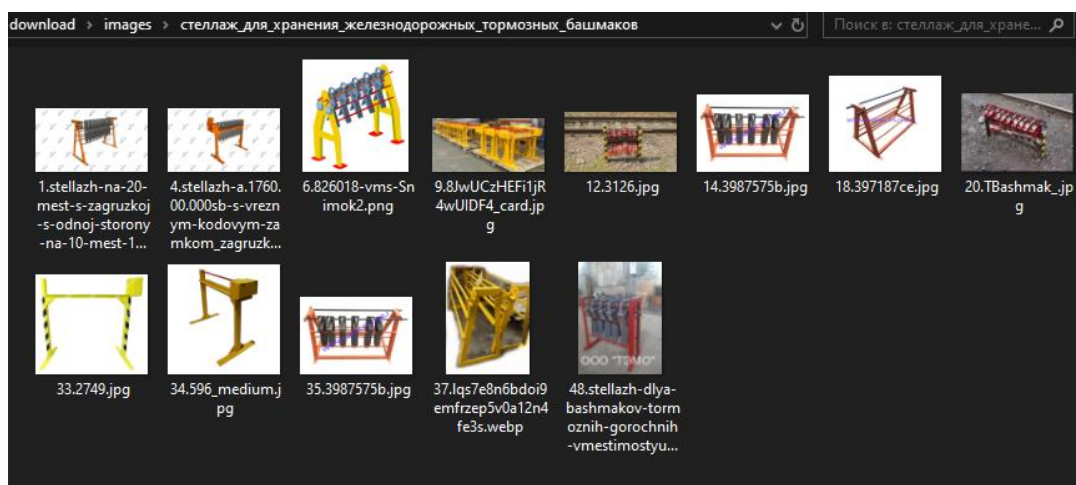 download > images > стеллаж_для_хранения_железнодорожных_тормозных_башмаков
Поиск в: стеллаж_для_хране...
1.stellazh-na-20-
mest-s-zagruzkoj
-s-odnoj-storony
-na-10-mest-1...
4.stellazh-a.1760.
00.000sb-s-vrezn
ym-kodovym-za
mkom_zagruzk...
6.826018-vms-Sn
imok2.png
9.8JwUCzHEFi1jR
4wUIDF4_card.jp
g
12.3126.jpg
14.3987575b.jpg
18.397187ce.jpg
20.TBashmak_.jp
g
33.2749.jpg
34.596_medium.j
pg
35.3987575b.jpg
37.lqs7e8n6bdoi9
emfrzep5v0a12n4
fe3s.webp
ООО "ТЭМО"
48.stellazh-dlya-
bashmakov-torm
oznih-gorochnih
-vmestimostyu...